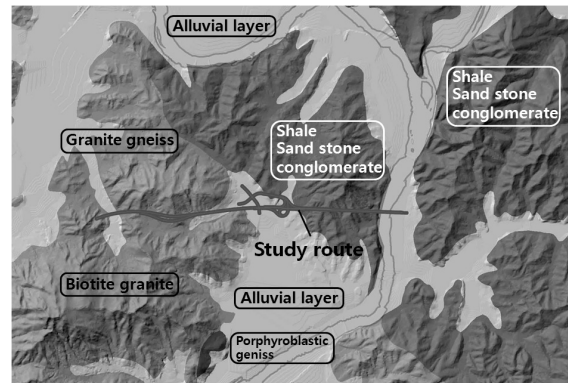 Alluvial layer
Shale
Sand stone
conglomerate
Granite gneiss
Shale
Sand stone
conglomerate
Study route
Biotite granite
Alluvial layer
Porphyroblastic
geniss